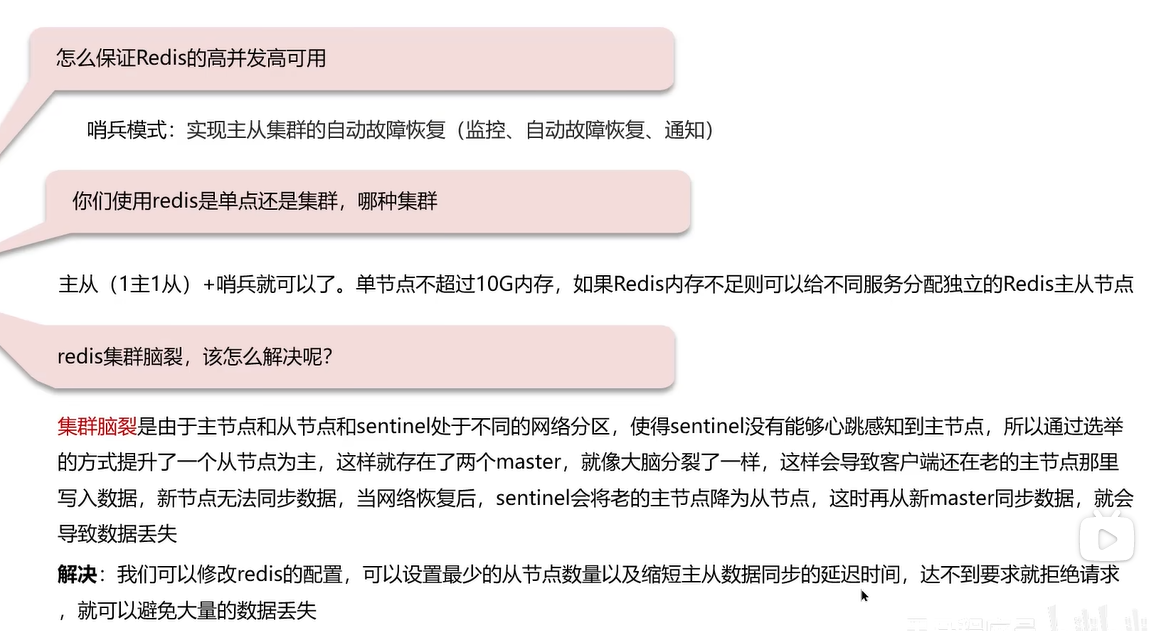 怎么保证Redis的高并发高可用
哨兵模式：实现主从集群的自动故障恢复（监控、自动故障恢复、通知）
你们使用redis是单点还是集群，哪种集群
主从（1主1从）+哨兵就可以了。单节点不超过10G内存，如果Redis内存不足则可以给不同服务分配独立的Redis主从节点
redis集群脑裂，该怎么解决呢？
集群脑裂是由于主节点和从节点和sentinel处于不同的网络分区，使得sentinel没有能够心跳感知到主节点，所以通过选举
的方式提升了一个从节点为主，这样就存在了两个master，就像大脑分裂了一样，这样会导致客户端还在老的主节点那里
写入数据，新节点无法同步数据，当网络恢复后，sentinel会将老的主节点降为从节点，这时再从新master同步数据，就会
导致数据丢失
解决：我们可以修改redis的配置，可以设置最少的从节点数量以及缩短主从数据同步的延迟时间，达不到要求就拒绝请求
，就可以避免大量的数据丢失